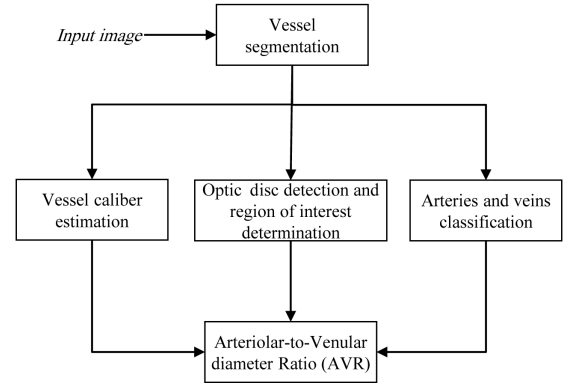 Input image
Vessel
segmentation
Vessel caliber
estimation
Optic disc detection and
region of interest
determination
Arteries and veins
classification
Arteriolar-to-Venular
diameter Ratio (AVR)